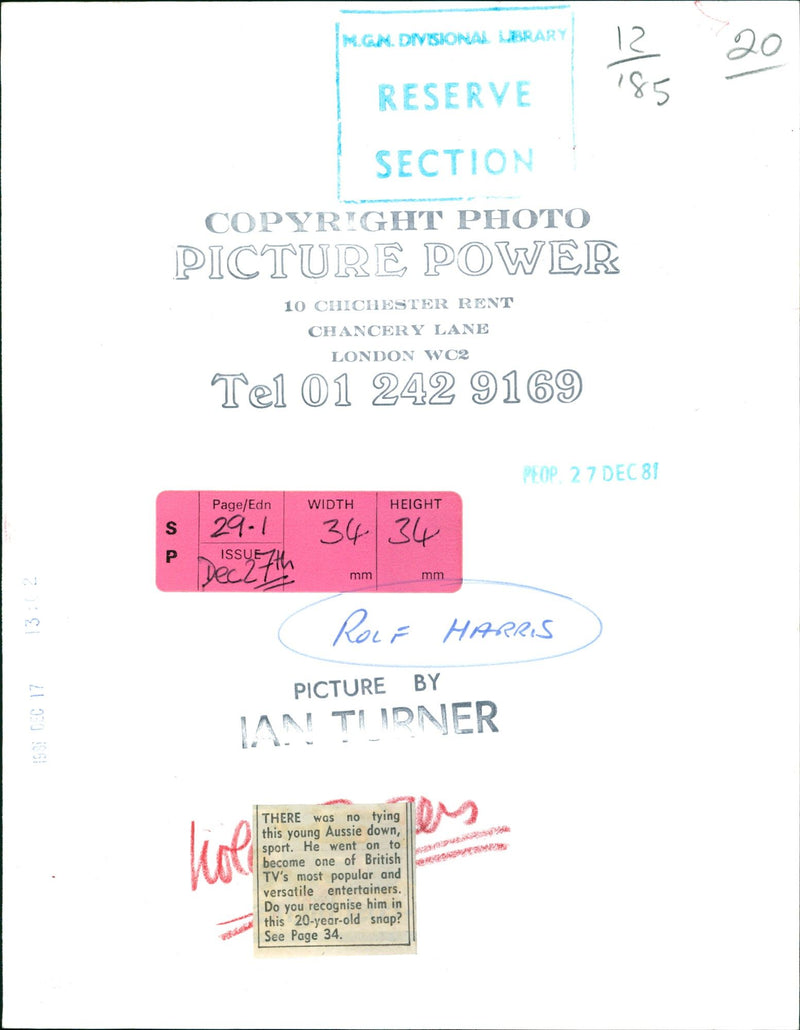 M.G.N. DIVISIONAL LIBRARY
RESERVE
SECTION
12
'85
20
COPYRIGHT PHOTO
PICTURE POWER
10 CHICHESTER RENT
CHANCERY LANE
LONDON WC2
Tel 01 242 9169
PEOP. 27 DEC 81
S P
Page/Edn
29-1
ISSUE
Dec 27th
WIDTH
34
mm
HEIGHT
34
mm
ROLF HARRIS
PICTURE BY
IAN TURNER
1981 DEC 17
THERE was no tying
this young Aussie down,
sport. He went on to
become one of British
TV's most popular and
versatile entertainers.
Do you recognise him in
this 20-year-old snap?
See Page 34.